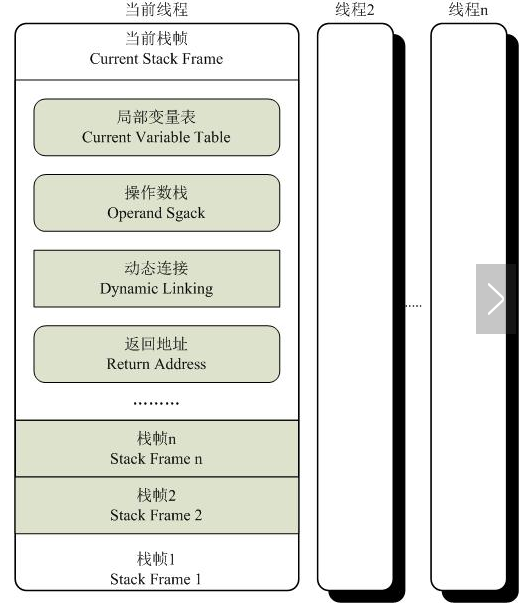 当前线程
线程2
线程n
当前栈帧
Current Stack Frame
局部变量表
Current Variable Table
操作数栈
Operand Sgack
动态连接
Dynamic Linking
返回地址
Return Address
………
......
栈帧n
Stack Frame n
栈帧2
Stack Frame 2
栈帧1
Stack Frame 1